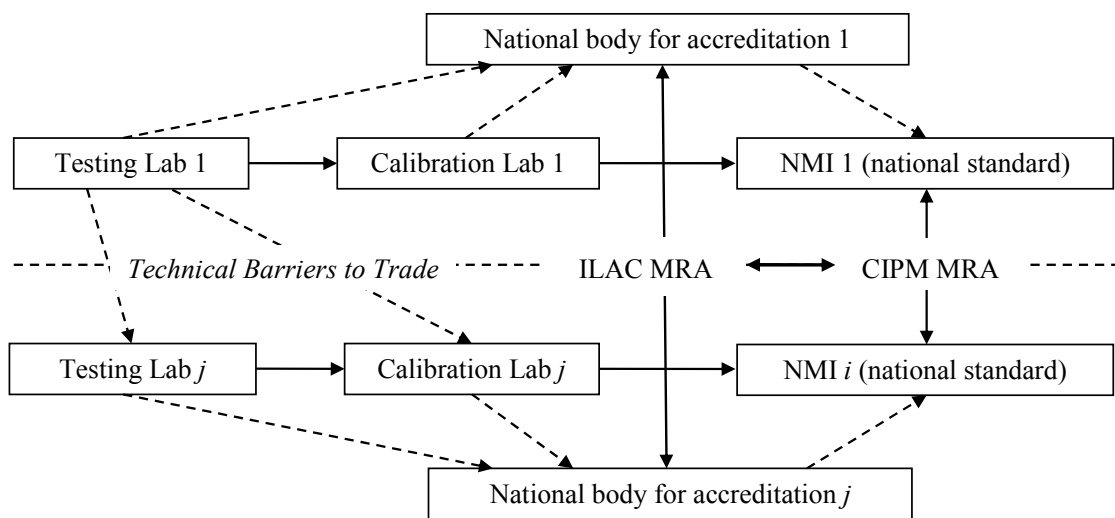 National body for accreditation 1
Testing Lab 1
Calibration Lab 1
NMI 1 (national standard)
Technical Barriers to Trade
ILAC MRA
CIPM MRA
Testing Lab j
Calibration Lab j
NMI i (national standard)
National body for accreditation j